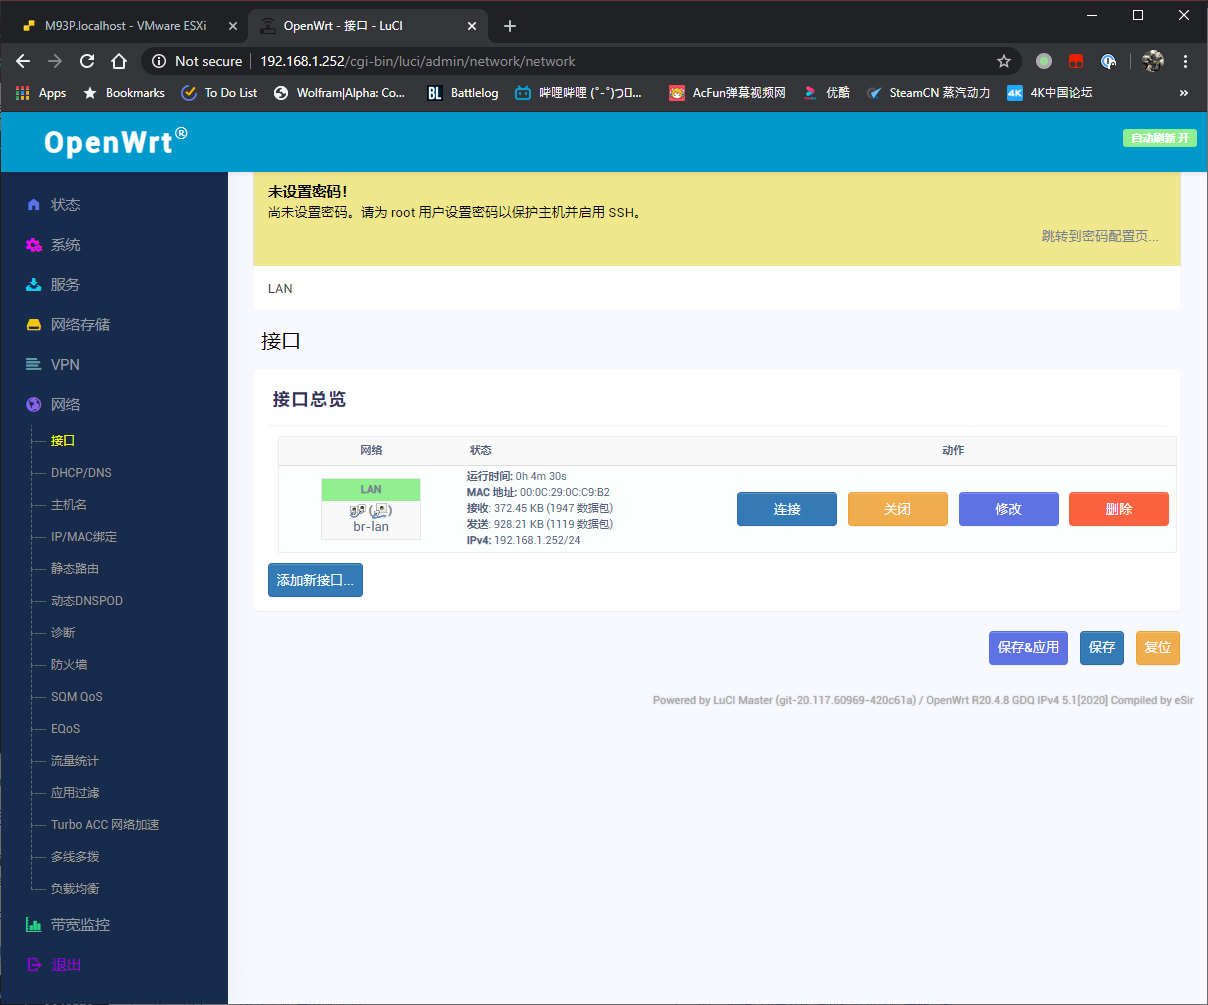 M93P.localhost - VMware ESXi
OpenWrt - 接口 - LuCI
Not secure
192.168.1.252/cgi-bin/luci/admin/network/network
Apps
Bookmarks
To Do List
Wolfram|Alpha: Co...
BL
Battlelog
哔哩哔哩 (゜-゜)つロ...
AcFun弹幕视频网
优酷
SteamCN 蒸汽动力
4K
4K中国论坛
»
OpenWrt®
自动刷新 开
未设置密码!
尚未设置密码。请为 root 用户设置密码以保护主机并启用 SSH。
跳转到密码配置页...
LAN
接口
接口总览
网络
状态
动作
LAN
br-lan
运行时间: 0h 4m 30s
MAC 地址: 00:0C:29:0C:C9:B2
接收: 372.45 KB (1947 数据包)
发送: 928.21 KB (1119 数据包)
IPv4: 192.168.1.252/24
连接
关闭
修改
删除
添加新接口...
保存&应用
保存
复位
Powered by LuCI Master (git-20.117.60969-420c61a) / OpenWrt R20.4.8 GDQ IPv4 5.1[2020] Compiled by eSir
状态
系统
服务
网络存储
VPN
网络
接口
DHCP/DNS
主机名
IP/MAC绑定
静态路由
动态DNSPOD
诊断
防火墙
SQM QoS
EQoS
流量统计
应用过滤
Turbo ACC 网络加速
多线多拨
负载均衡
带宽监控
退出